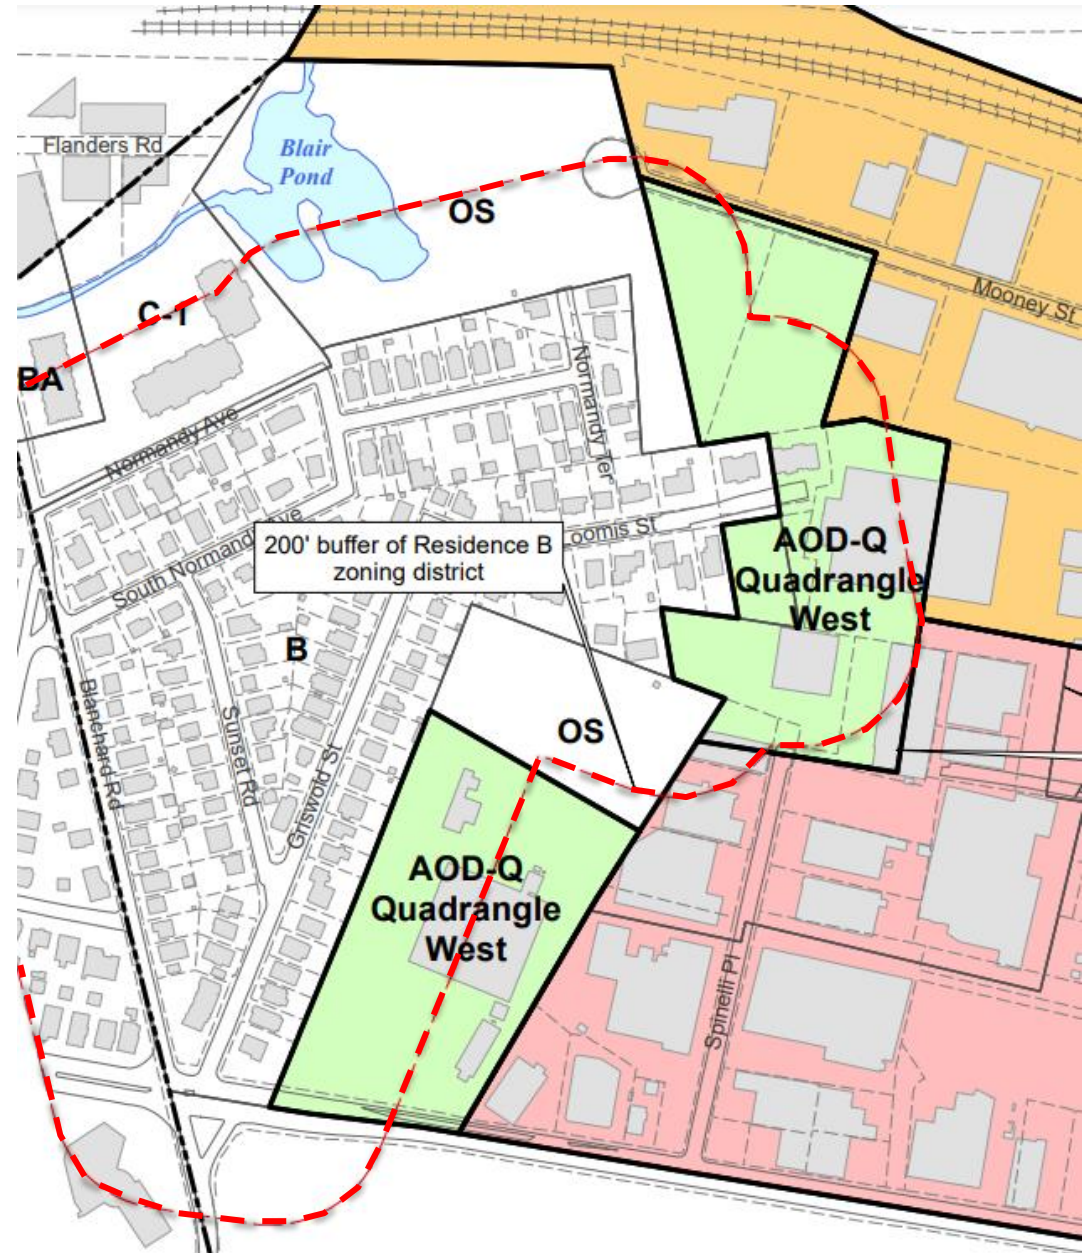 Flanders Rd
Blair
Pond
OS
C-1
BA
Mooney St
Normandy Ave
Normandy Ter
South Normandy Ave
200' buffer of Residence B
zoning district
Loomis St
AOD-Q
Quadrangle
West
B
Blanchard Rd
Sunset Rd
Griswold St
OS
AOD-Q
Quadrangle
West
Spinelli Pl